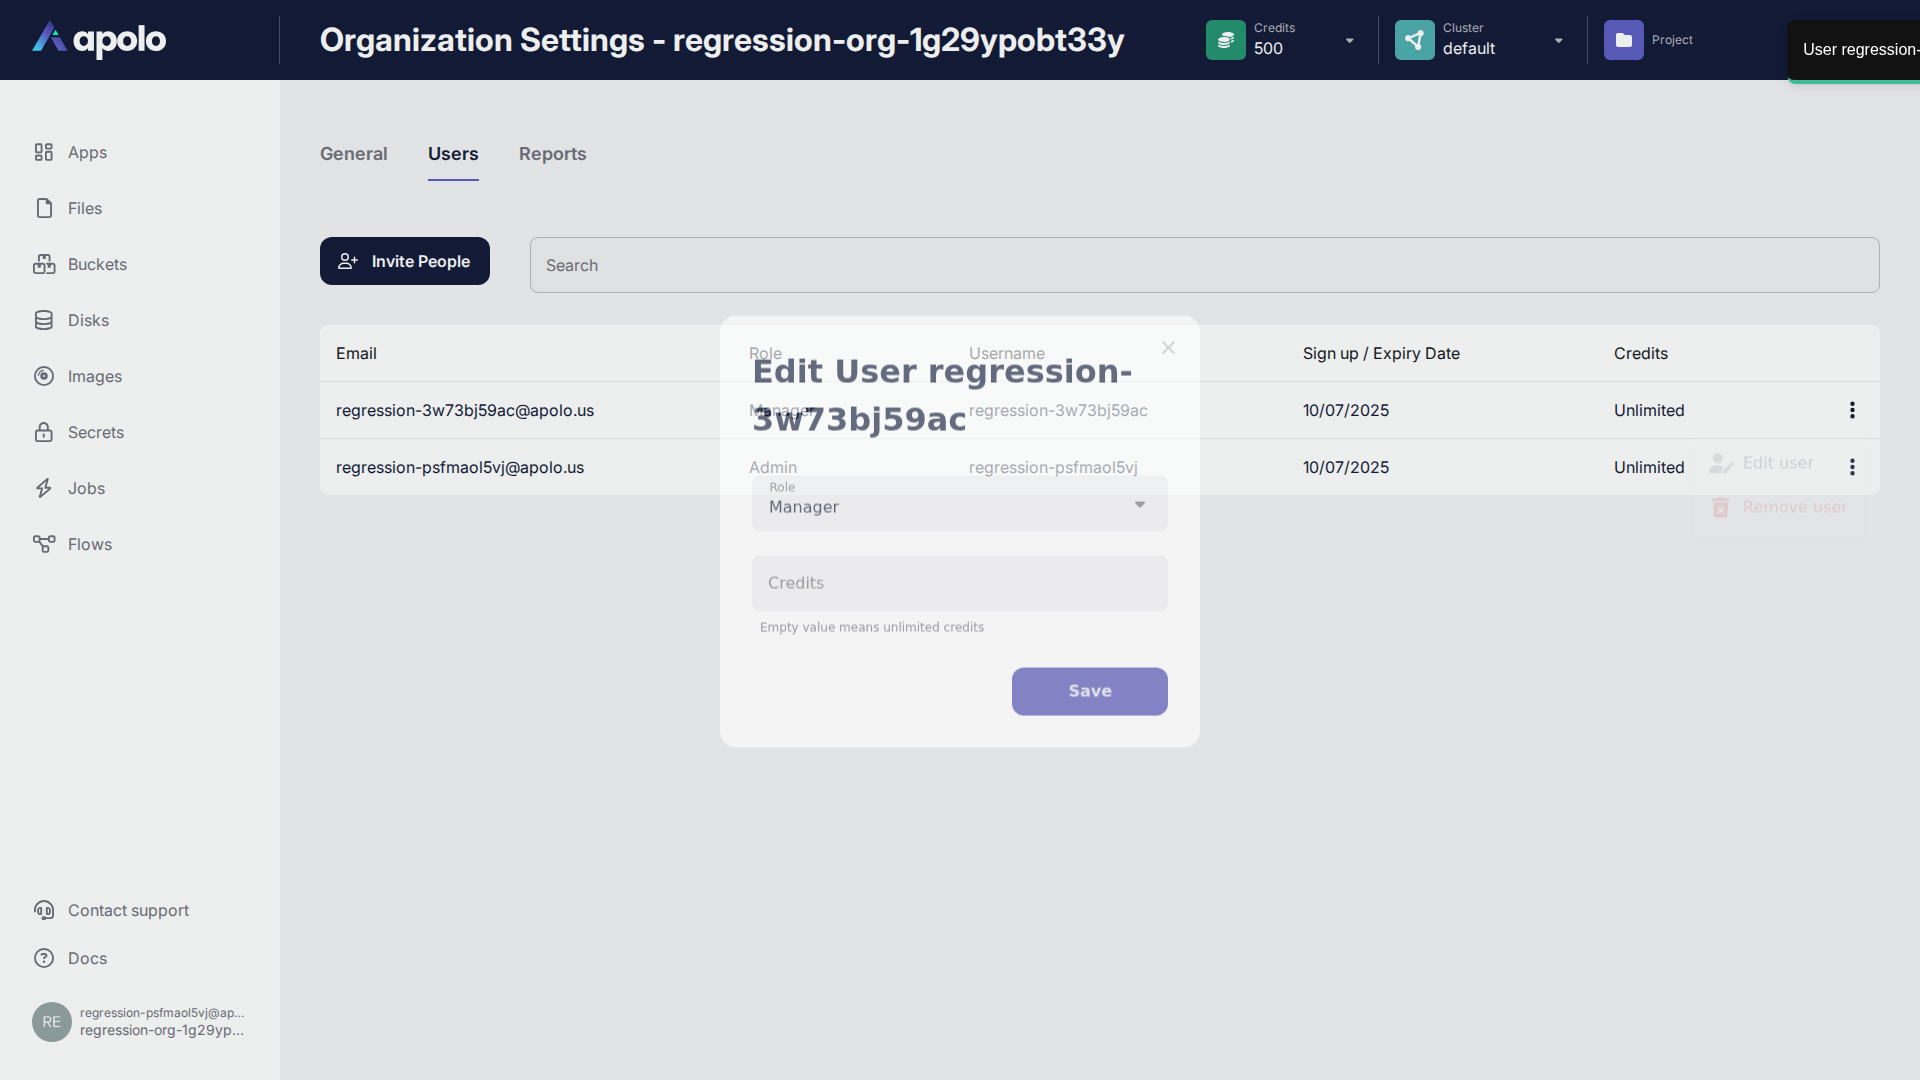 apolo
Organization Settings - regression-org-1g29ypobt33y
Credits
500
Cluster
default
Project
User regression-
Apps
Files
Buckets
Disks
Images
Secrets
Jobs
Flows
Contact support
Docs
RE
regression-psfmaol5vj@ap...
regression-org-1g29yp...
General
Users
Reports
Invite People
Search
Email
Role
Username
Sign up / Expiry Date
Credits
regression-3w73bj59ac@apolo.us
Manager
regression-3w73bj59ac
10/07/2025
Unlimited
regression-psfmaol5vj@apolo.us
Admin
regression-psfmaol5vj
10/07/2025
Unlimited
Edit user
Remove user
Edit User regression-
3w73bj59ac
Role
Manager
Credits
Empty value means unlimited credits
Save